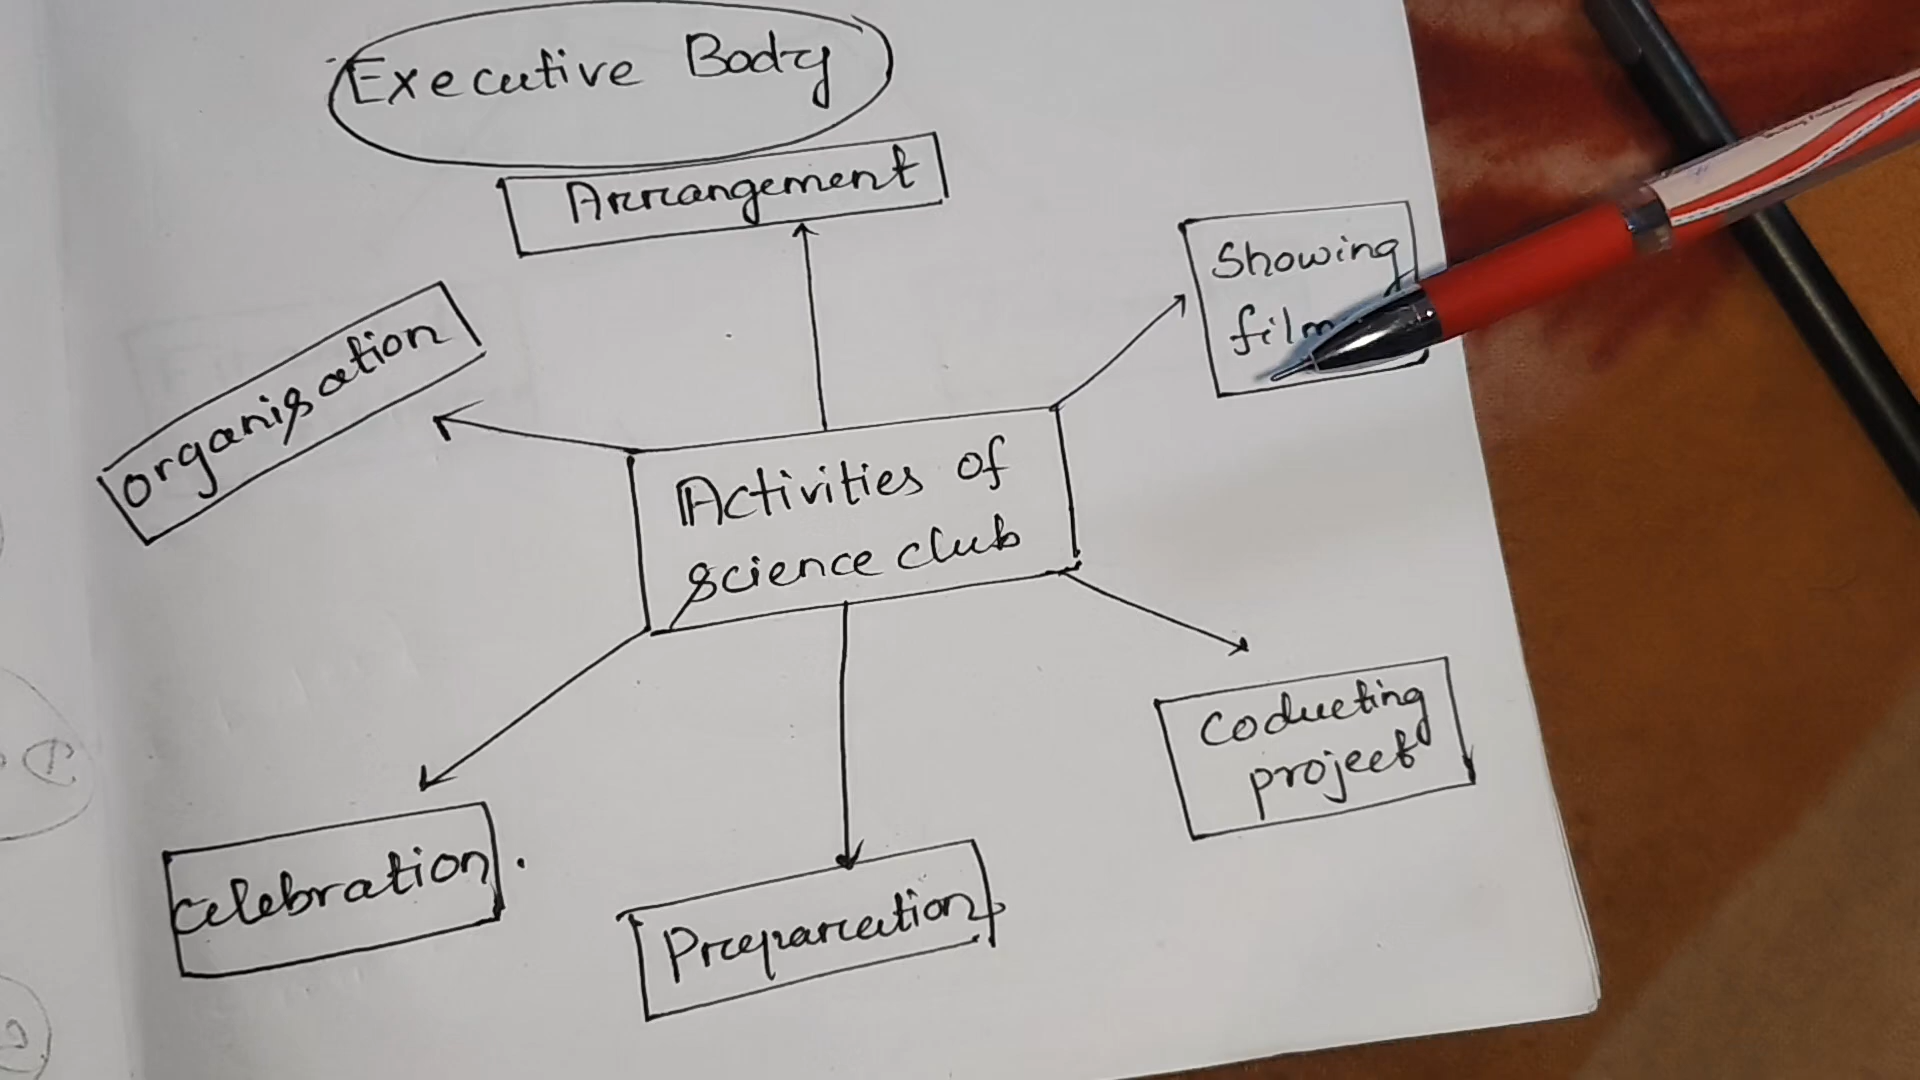 Executive Body
Arrangement
Showing
film
organisation
Activities of
science club
Coducting
project
Celebration.
Preparation